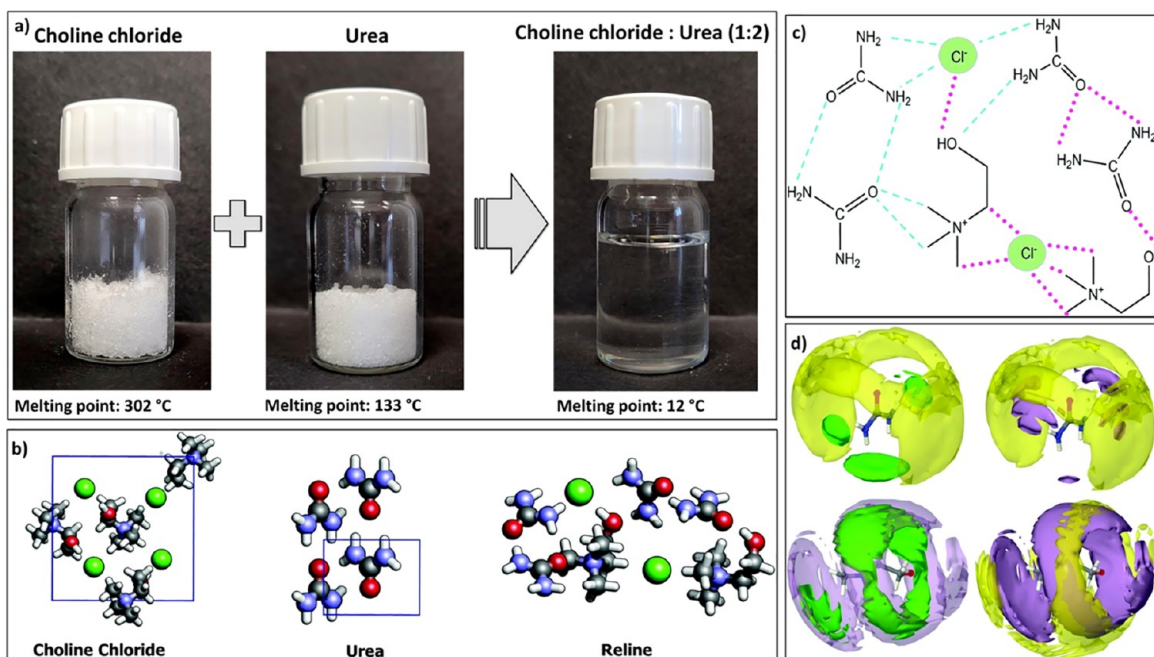 a)
Choline chloride
Urea
Choline chloride : Urea (1:2)
Melting point: 302 °C
Melting point: 133 °C
Melting point: 12 °C
b)
Choline Chloride
Urea
Reline
c)
NH₂
Cl⁻
H₂N
O
NH₂
H₂N
C
O
C
HO
NH₂
H₂N
C
O
H₂N
C
O
N⁺
NH₂
Cl⁻
O
N⁺
d)